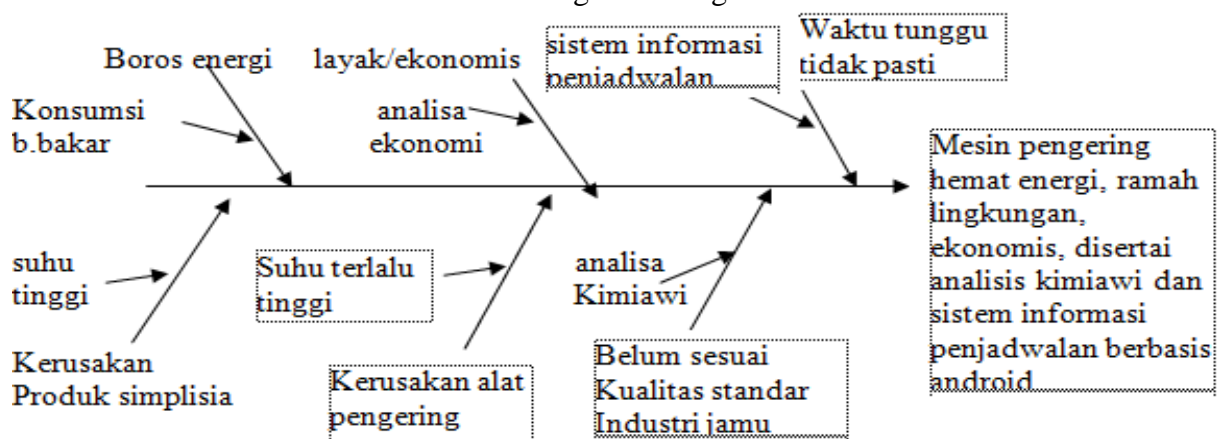 Boros energi
Konsumsi
b.bakar
layak/ekonomis
analisa
ekonomi
sistem informasi
penjadwalan
Waktu tunggu
tidak pasti
Mesin pengering
hemat energi, ramah
lingkungan,
ekonomis, disertai
analisis kimiawi dan
sistem informasi
penjadwalan berbasis
android
suhu
tinggi
Kerusakan
Produk simplisia
Suhu terlalu
tinggi
Kerusakan alat
pengering
analisa
Kimiawi
Belum sesuai
Kualitas standar
Industri jamu